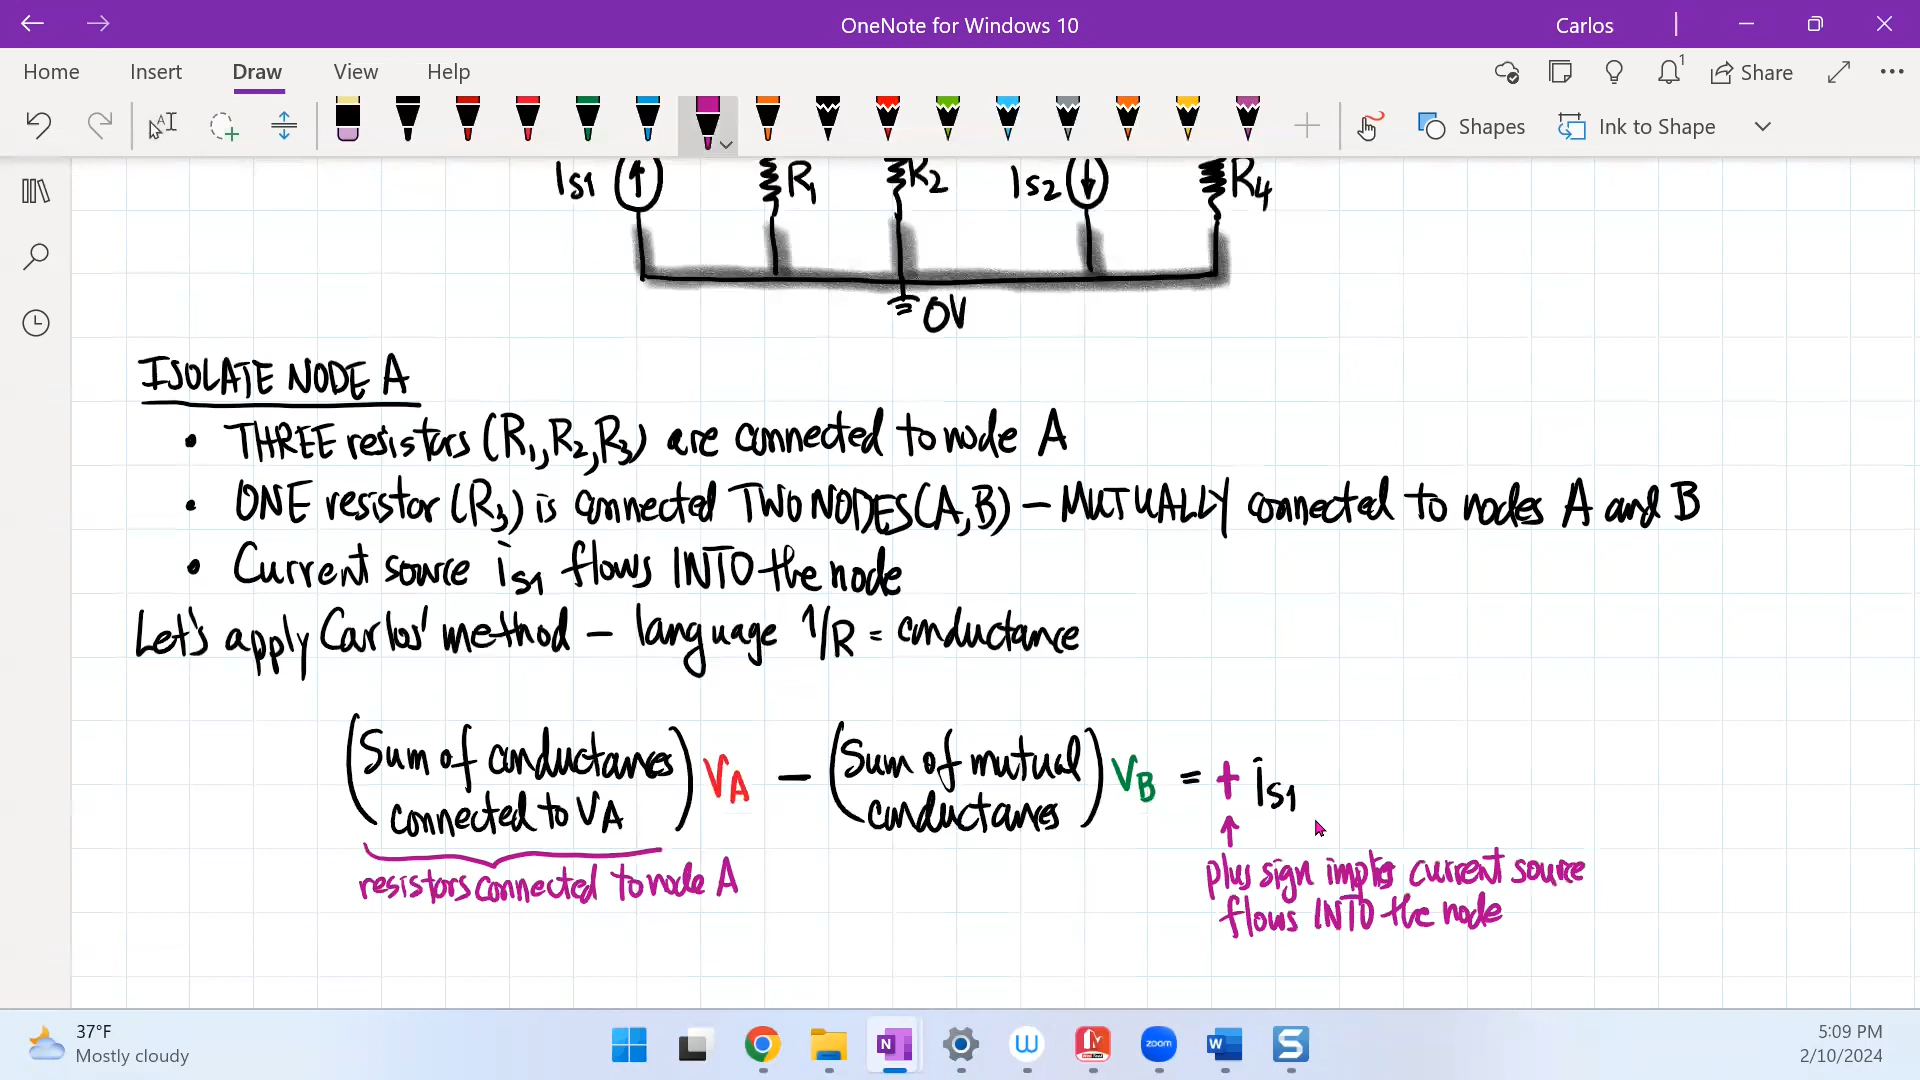 OneNote for Windows 10
Carlos
Home Insert Draw View Help
1
Share
Shapes
Ink to Shape
is1 R1 R2 is2 R4
0V
ISOLATE NODE A
• THREE resistors (R1, R2, R3) are connected to node A
• ONE resistor (R3) is connected TWO NODES (A, B) – MUTUALLY connected to nodes A and B
• Current source is1 flows INTO the node
Let's apply Carlos' method – language 1/R = conductance
(Sum of conductances connected to VA) VA – (Sum of mutual conductances) VB = + is1
resistors connected to node A
plus sign implies current source
flows INTO the node
37°F
Mostly cloudy
zoom
5:09 PM
2/10/2024